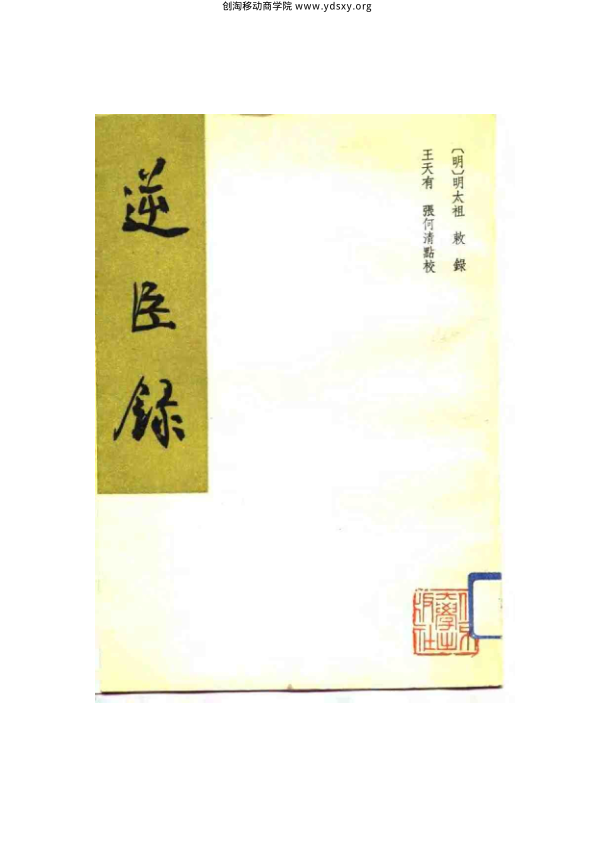 创淘移动商学院 www.ydsxy.org
逆臣録
〔明〕明太祖 敕 錄
王天有 張何清點校
北京大學出版社